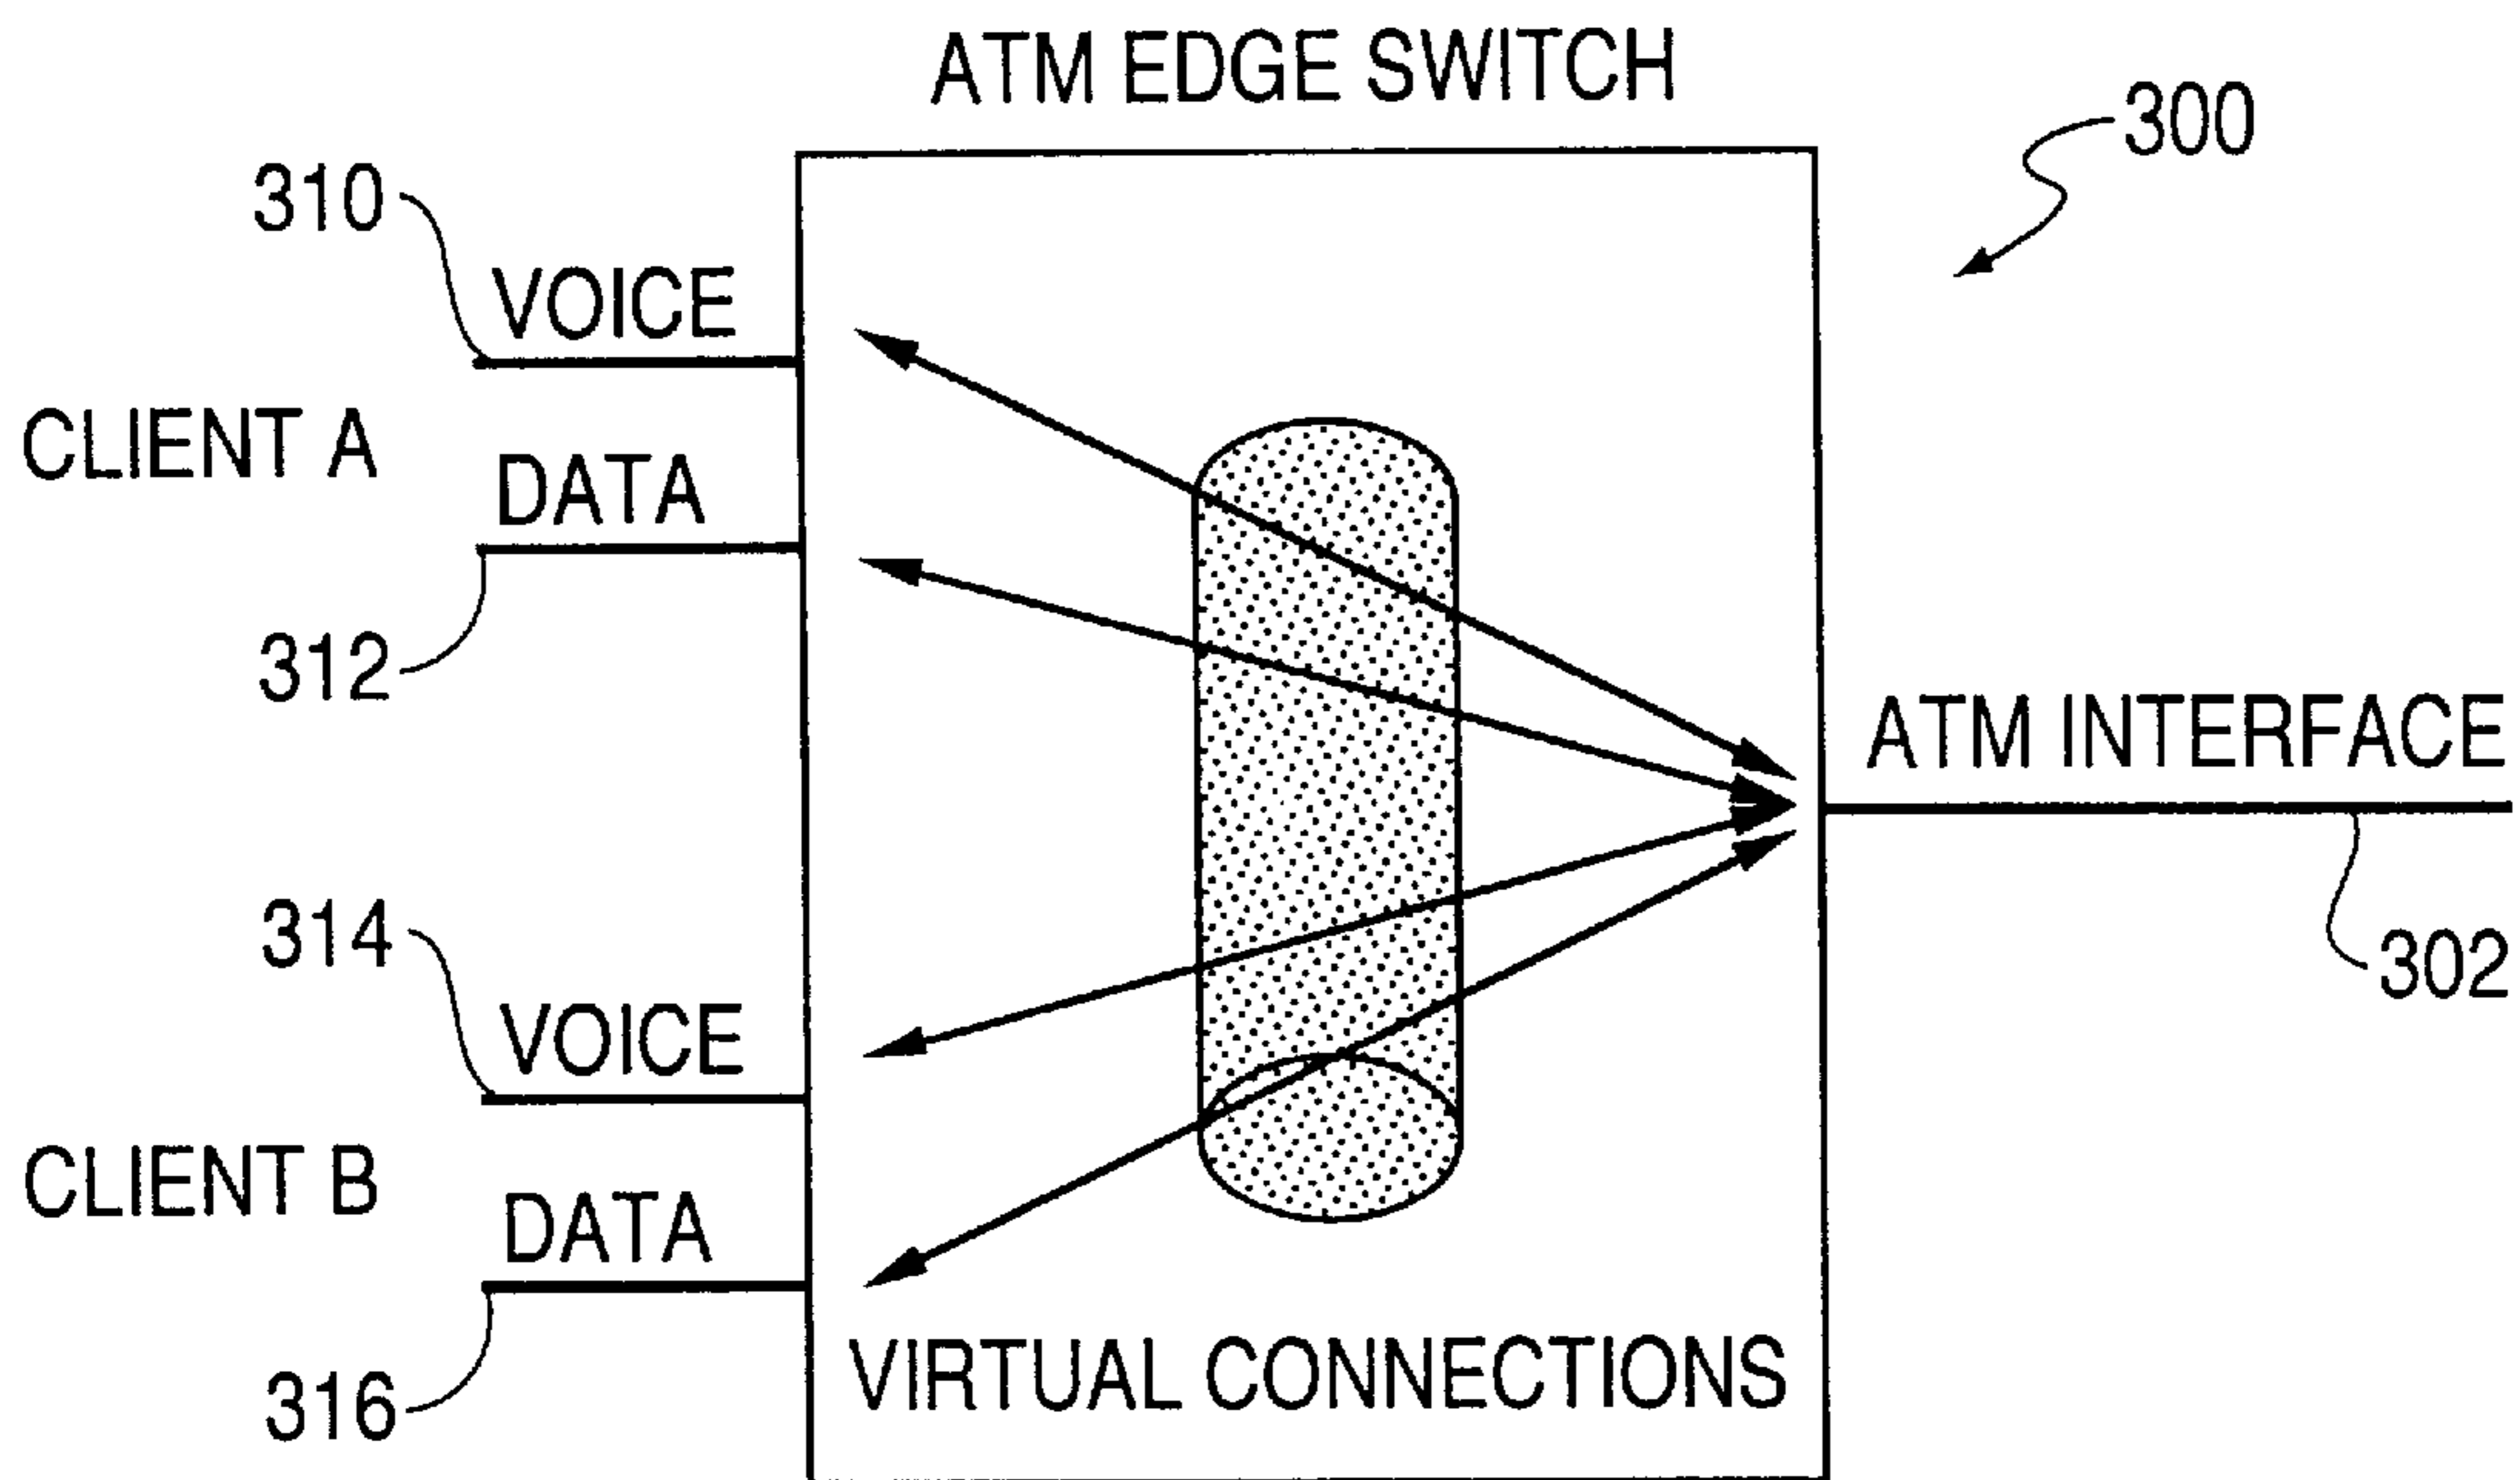 ATM EDGE SWITCH
300
310
VOICE
CLIENT A
DATA
312
ATM INTERFACE
302
314
VOICE
CLIENT B
DATA
316
VIRTUAL CONNECTIONS